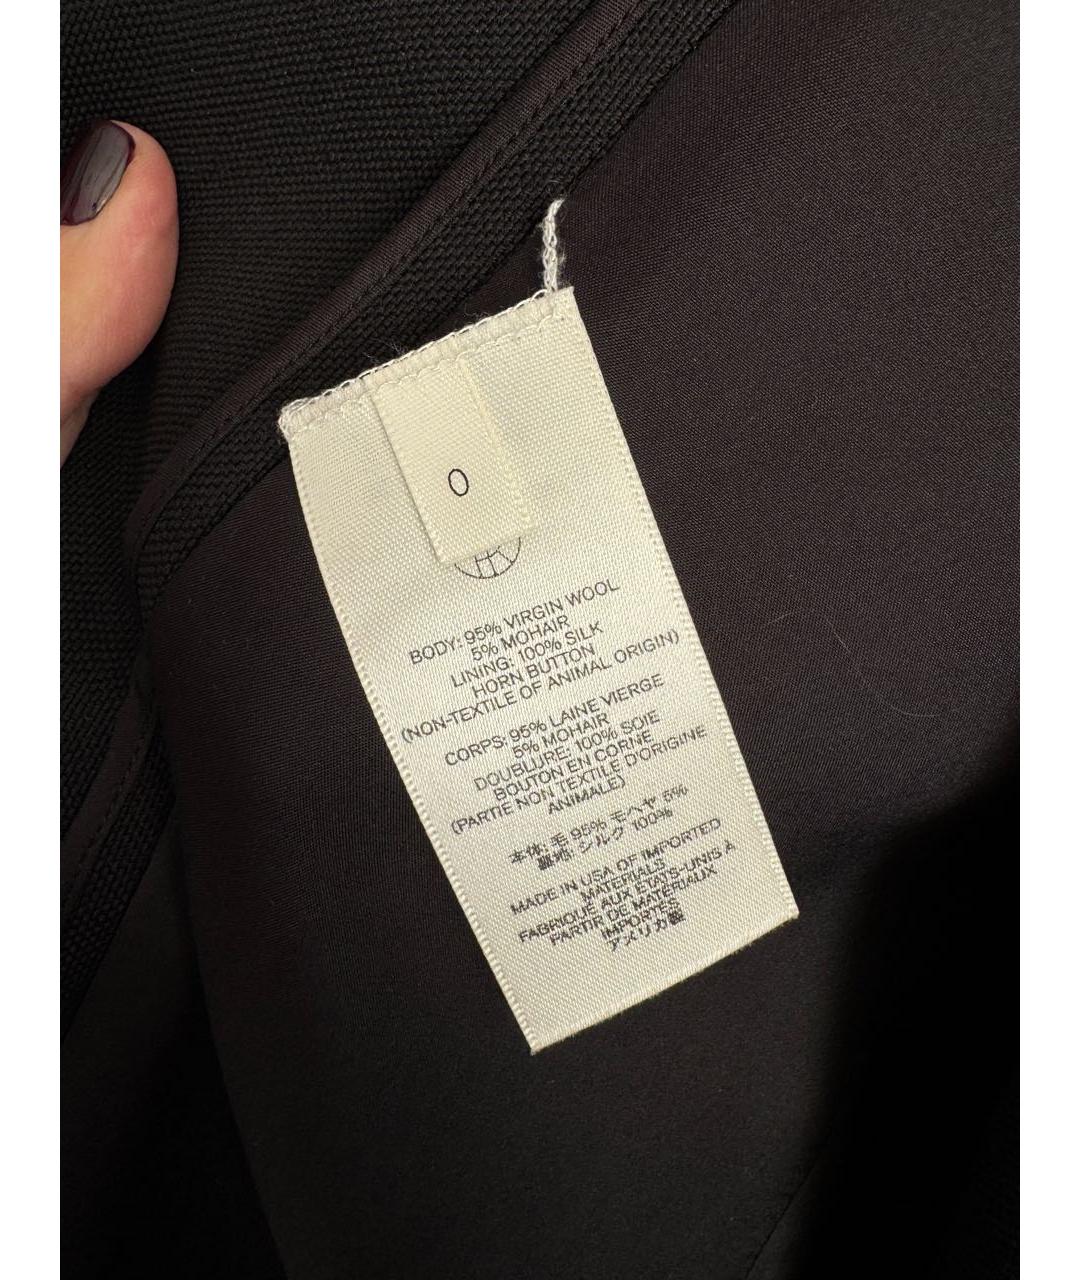 0
BODY: 95% VIRGIN WOOL
5% MOHAIR
LINING: 100% SILK
HORN BUTTON
(NON-TEXTILE OF ANIMAL ORIGIN)
CORPS: 95% LAINE VIERGE
5% MOHAIR
DOUBLURE: 100% SOIE
BOUTON EN CORNE
(PARTIE NON TEXTILE D'ORIGINE
ANIMALE)
本体: 毛 95% モヘヤ 5%
裏地: シルク 100%
MADE IN USA OF IMPORTED
MATERIALS
FABRIQUÉ AUX ÉTATS-UNIS À
PARTIR DE MATÉRIAUX
IMPORTÉS
アメリカ製